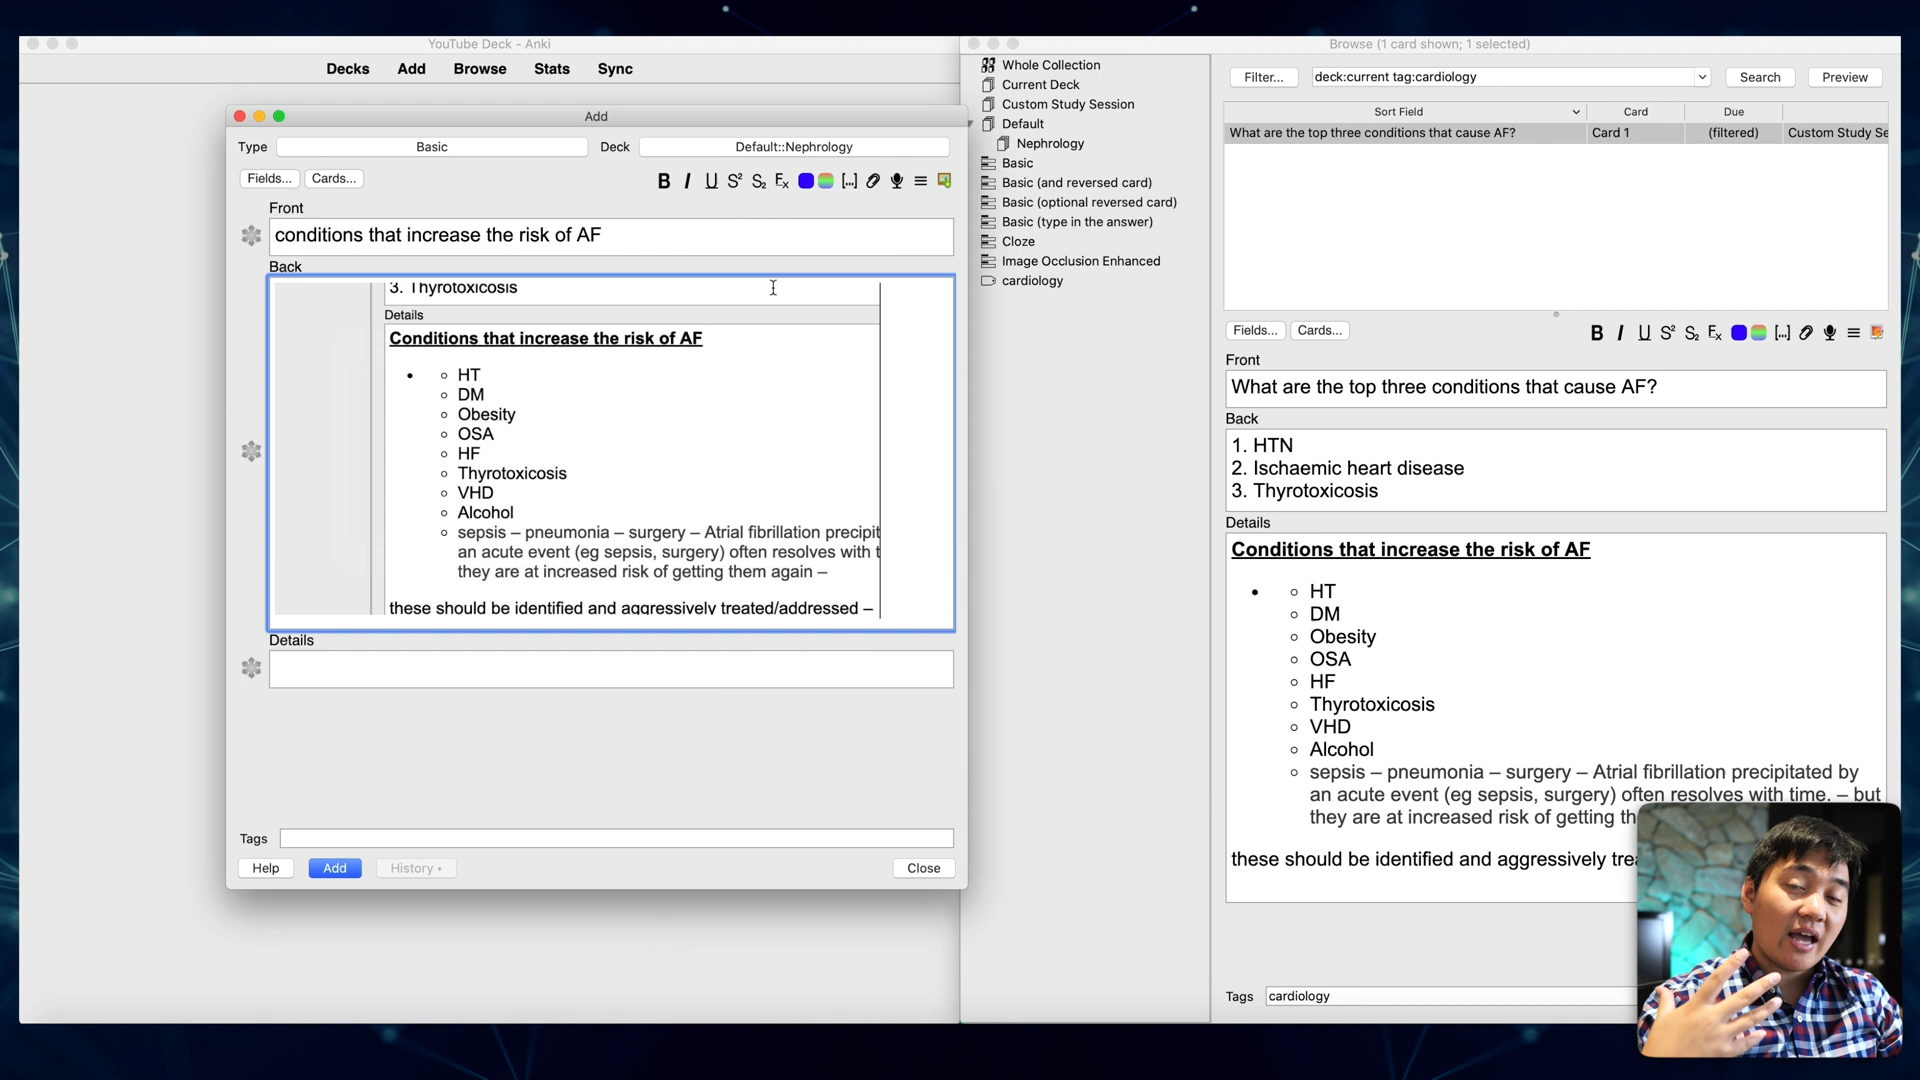 YouTube Deck - Anki
Decks Add Browse Stats Sync
Add
Type Basic Deck Default::Nephrology
Fields... Cards...
B I U S² S₂ Ex [...]
Front
conditions that increase the risk of AF
Back
3. Thyrotoxicosis
Details
Conditions that increase the risk of AF
HT
DM
Obesity
OSA
HF
Thyrotoxicosis
VHD
Alcohol
sepsis – pneumonia – surgery – Atrial fibrillation precipit
an acute event (eg sepsis, surgery) often resolves with t
they are at increased risk of getting them again –
these should be identified and aggressively treated/addressed –
Details
Tags
Help Add History Close
Browse (1 card shown; 1 selected)
Whole Collection
Current Deck
Custom Study Session
Default
Nephrology
Basic
Basic (and reversed card)
Basic (optional reversed card)
Basic (type in the answer)
Cloze
Image Occlusion Enhanced
cardiology
Filter... deck:current tag:cardiology Search Preview
Sort Field Card Due
What are the top three conditions that cause AF? Card 1 (filtered) Custom Study Se
Fields... Cards...
B I U S² S₂ Ex [...]
Front
What are the top three conditions that cause AF?
Back
1. HTN
2. Ischaemic heart disease
3. Thyrotoxicosis
Details
Conditions that increase the risk of AF
HT
DM
Obesity
OSA
HF
Thyrotoxicosis
VHD
Alcohol
sepsis – pneumonia – surgery – Atrial fibrillation precipitated by
an acute event (eg sepsis, surgery) often resolves with time. – but
they are at increased risk of getting th
these should be identified and aggressively trea
Tags cardiology